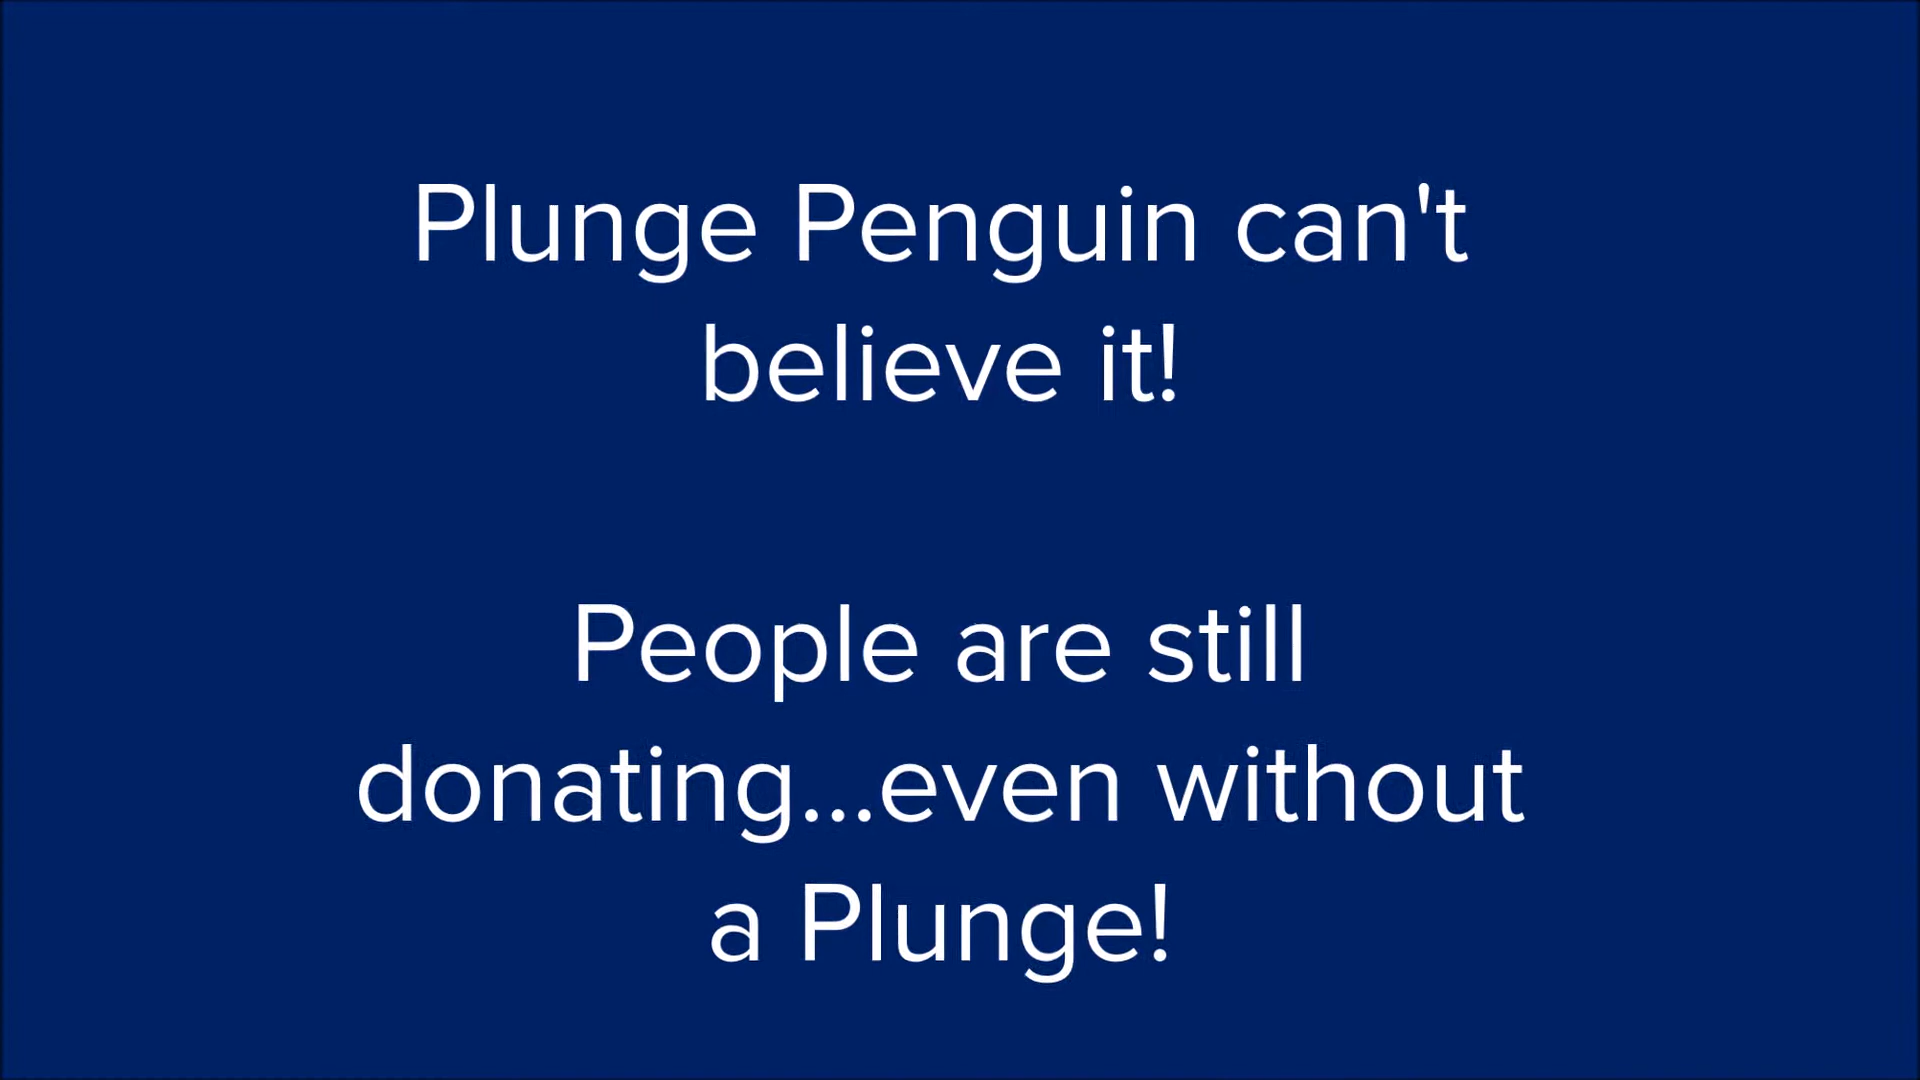 Plunge Penguin can't
believe it!
People are still
donating...even without
a Plunge!